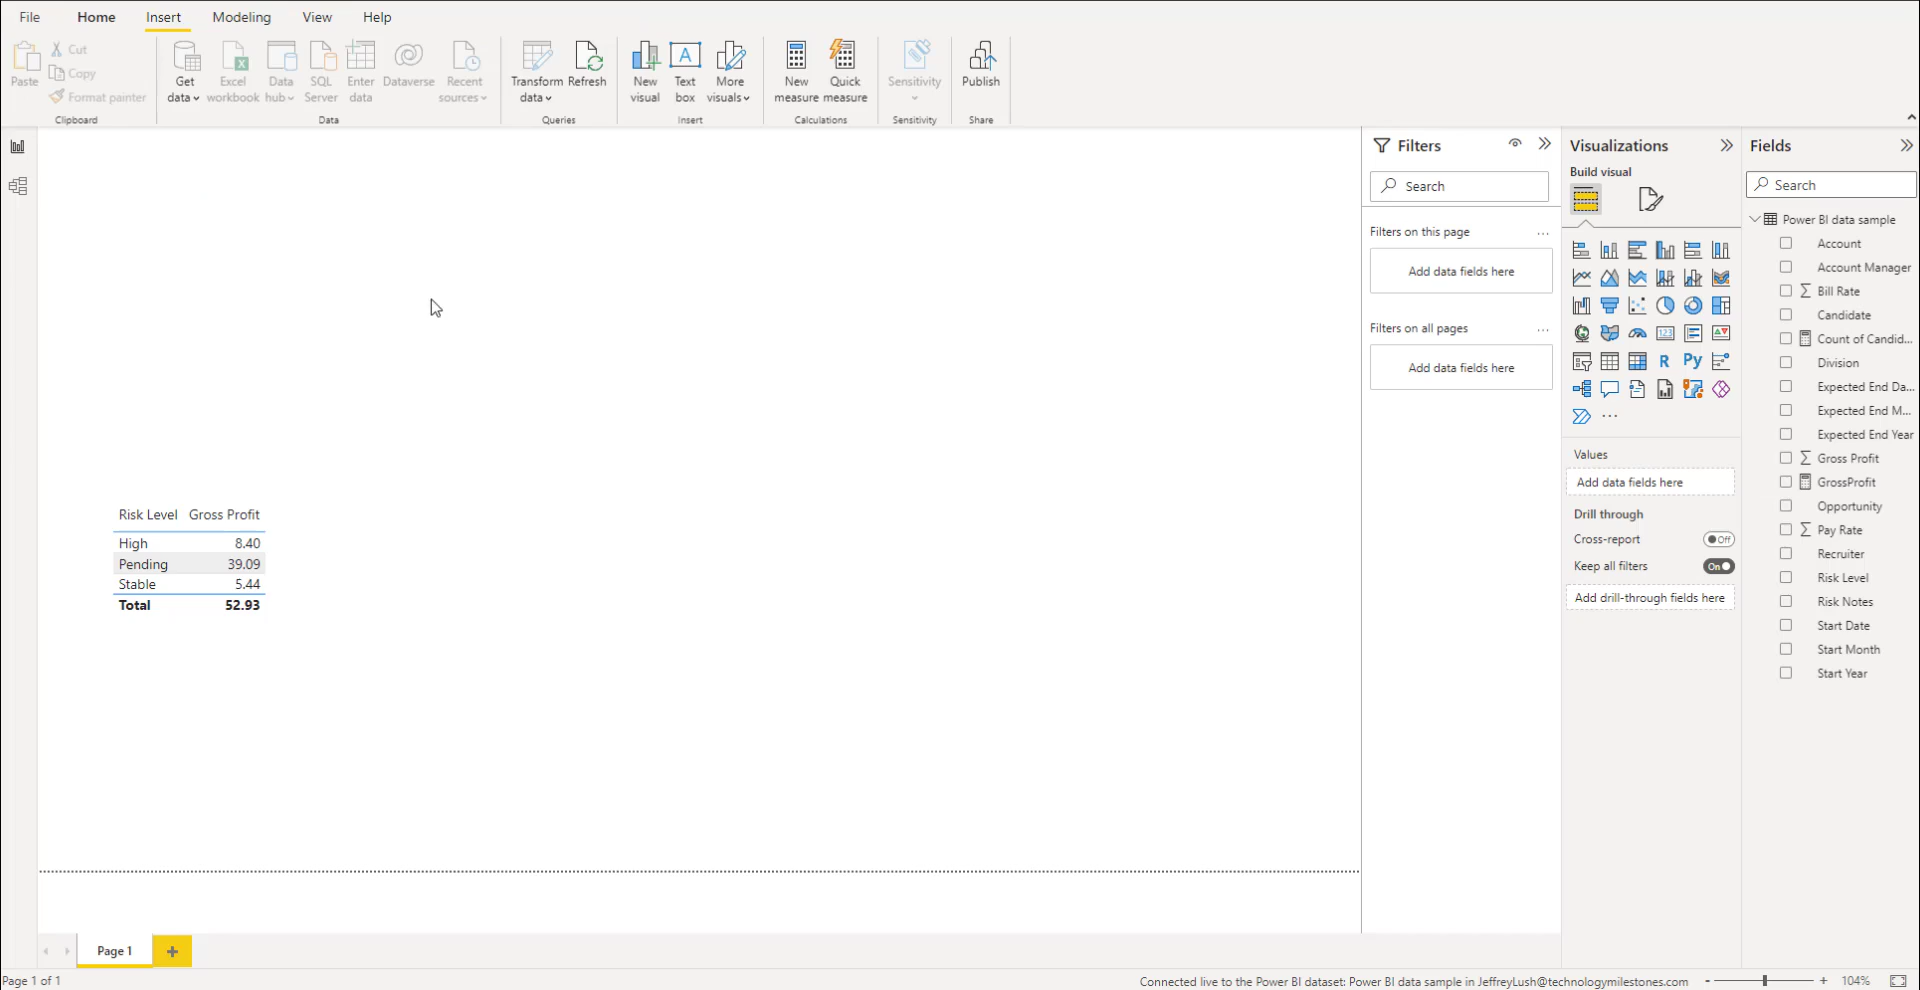 File Home Insert Modeling View Help
Paste
Cut
Copy
Format painter
Clipboard
Get data
Excel workbook
Data hub
SQL Server
Enter data
Dataverse
Recent sources
Data
Transform data
Refresh
Queries
New visual
Text box
More visuals
Insert
New measure
Quick measure
Calculations
Sensitivity
Sensitivity
Publish
Share
Risk Level Gross Profit
High 8.40
Pending 39.09
Stable 5.44
Total 52.93
Filters
Search
Filters on this page ...
Add data fields here
Filters on all pages ...
Add data fields here
Visualizations
Build visual
123
R Py
...
Values
Add data fields here
Drill through
Cross-report Off
Keep all filters On
Add drill-through fields here
Fields
Search
Power BI data sample
Account
Account Manager
Σ Bill Rate
Candidate
Count of Candid...
Division
Expected End Da...
Expected End M...
Expected End Year
Σ Gross Profit
GrossProfit
Opportunity
Σ Pay Rate
Recruiter
Risk Level
Risk Notes
Start Date
Start Month
Start Year
Page 1 +
Page 1 of 1
Connected live to the Power BI dataset: Power BI data sample in JeffreyLush@technologymilestones.com - + 104%